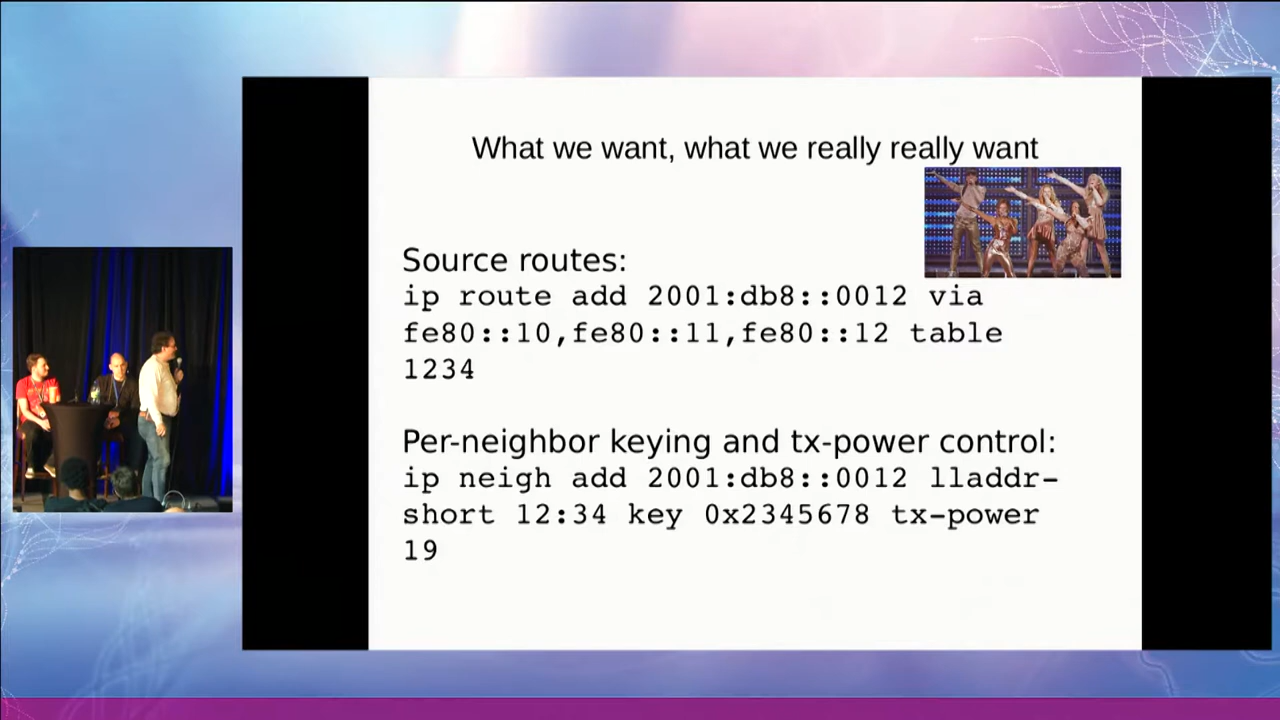 What we want, what we really really want
Source routes:
ip route add 2001:db8::0012 via
fe80::10,fe80::11,fe80::12 table
1234
Per-neighbor keying and tx-power control:
ip neigh add 2001:db8::0012 lladdr-
short 12:34 key 0x2345678 tx-power
19